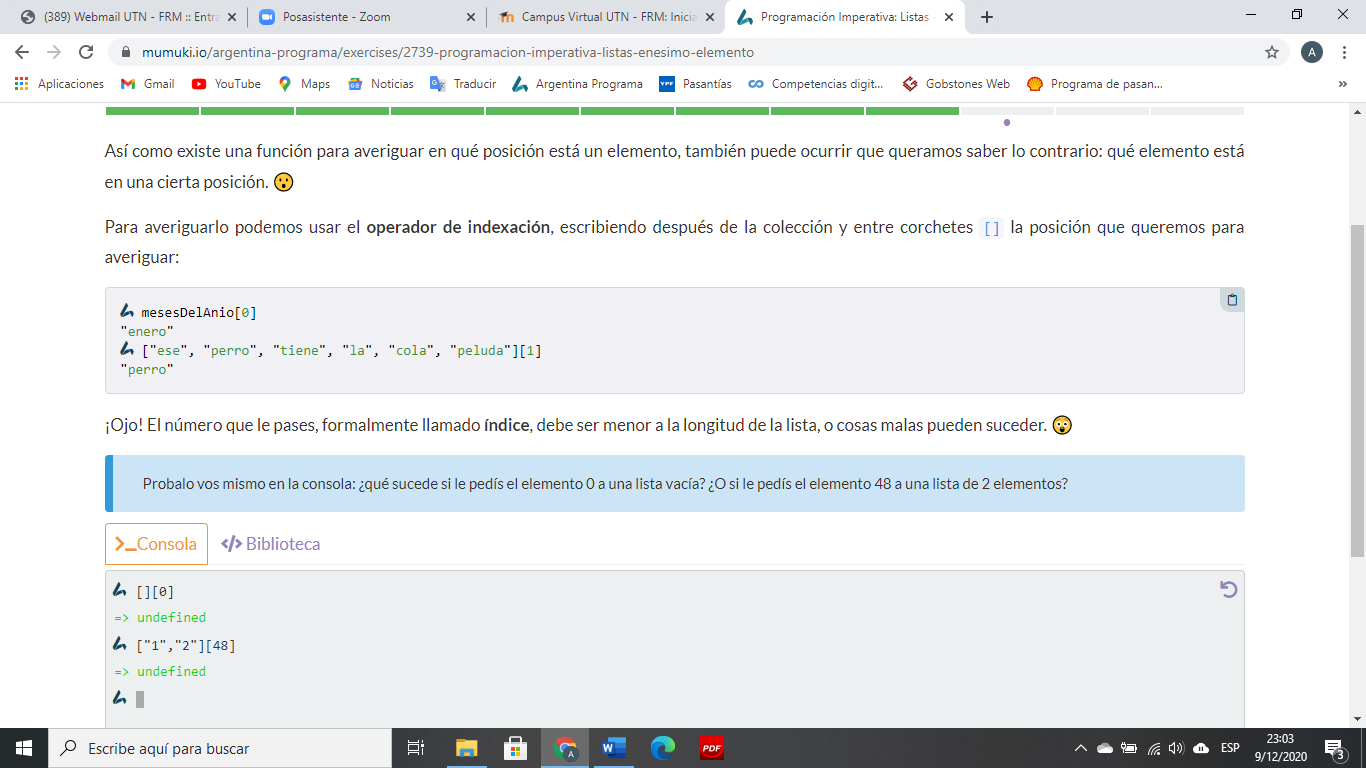 (389) Webmail UTN - FRM :: Entra
Posasistente - Zoom
Campus Virtual UTN - FRM: Inicia
Programación Imperativa: Listas
mumuki.io/argentina-programa/exercises/2739-programacion-imperativa-listas-enesimo-elemento
A
Aplicaciones
Gmail
YouTube
Maps
Noticias
Traducir
Argentina Programa
YPF
Pasantías
Competencias digit...
Gobstones Web
Programa de pasan...
»
Así como existe una función para averiguar en qué posición está un elemento, también puede ocurrir que queramos saber lo contrario: qué elemento está
en una cierta posición. 😮
Para averiguarlo podemos usar el operador de indexación, escribiendo después de la colección y entre corchetes [] la posición que queremos para
averiguar:
mesesDelAnio[0]
"enero"
["ese", "perro", "tiene", "la", "cola", "peluda"][1]
"perro"
¡Ojo! El número que le pases, formalmente llamado índice, debe ser menor a la longitud de la lista, o cosas malas pueden suceder. 😲
Probalo vos mismo en la consola: ¿qué sucede si le pedís el elemento 0 a una lista vacía? ¿O si le pedís el elemento 48 a una lista de 2 elementos?
>_Consola
</> Biblioteca
[][0]
=> undefined
["1","2"][48]
=> undefined
Escribe aquí para buscar
A
W
PDF
ESP
23:03
9/12/2020
3